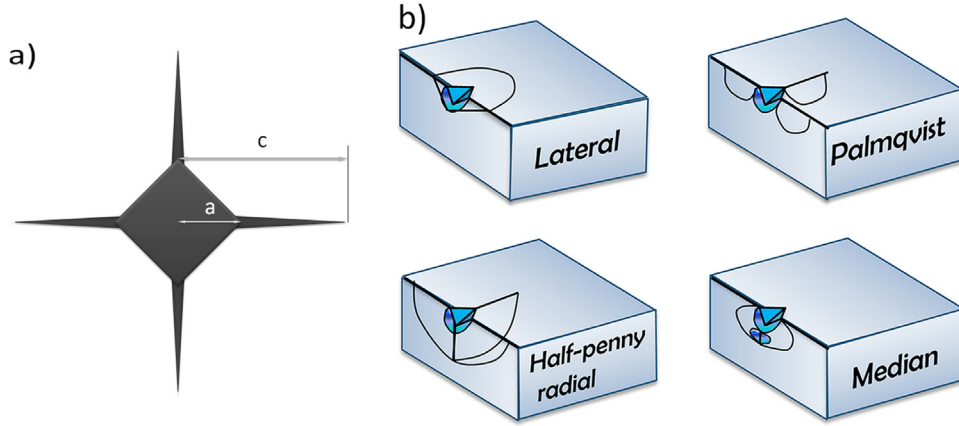 a)
c
a
b)
Lateral
Palmqvist
Half-penny
radial
Median